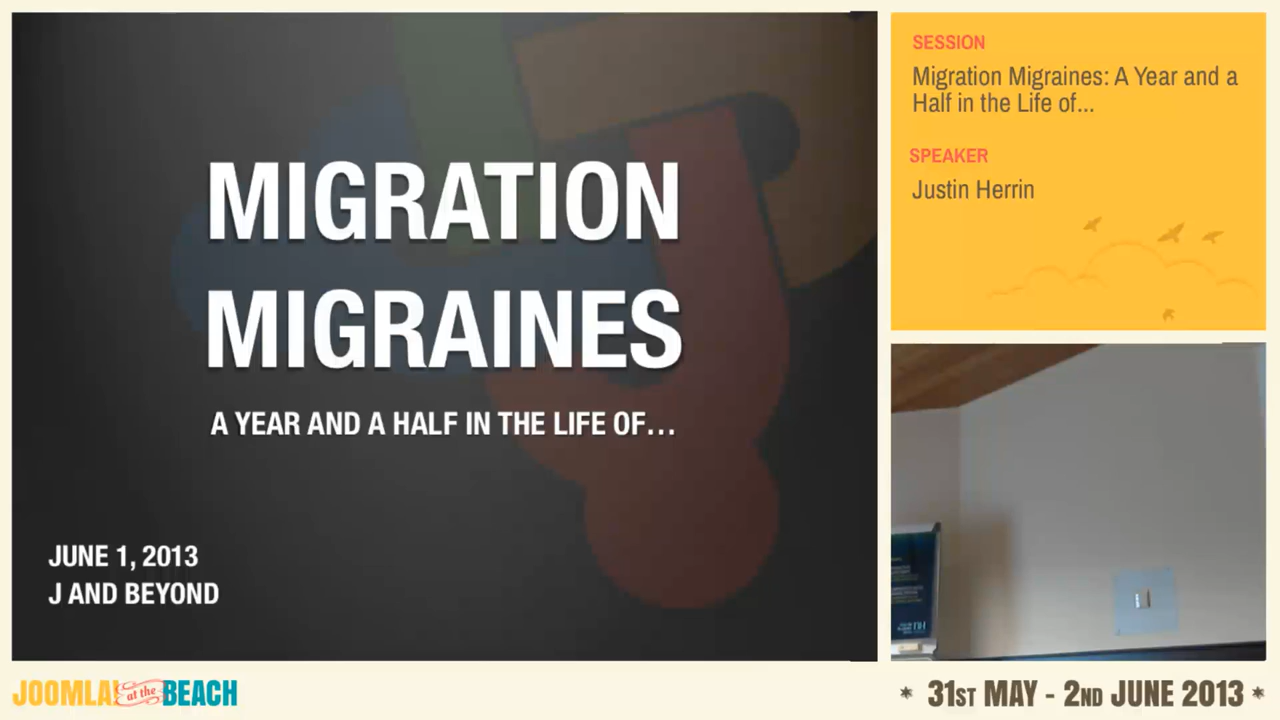 MIGRATION
MIGRAINES
A YEAR AND A HALF IN THE LIFE OF...
JUNE 1, 2013
J AND BEYOND
SESSION
Migration Migraines: A Year and a
Half in the Life of...
SPEAKER
Justin Herrin
JOOMLA! at the BEACH
* 31ST MAY - 2ND JUNE 2013 *